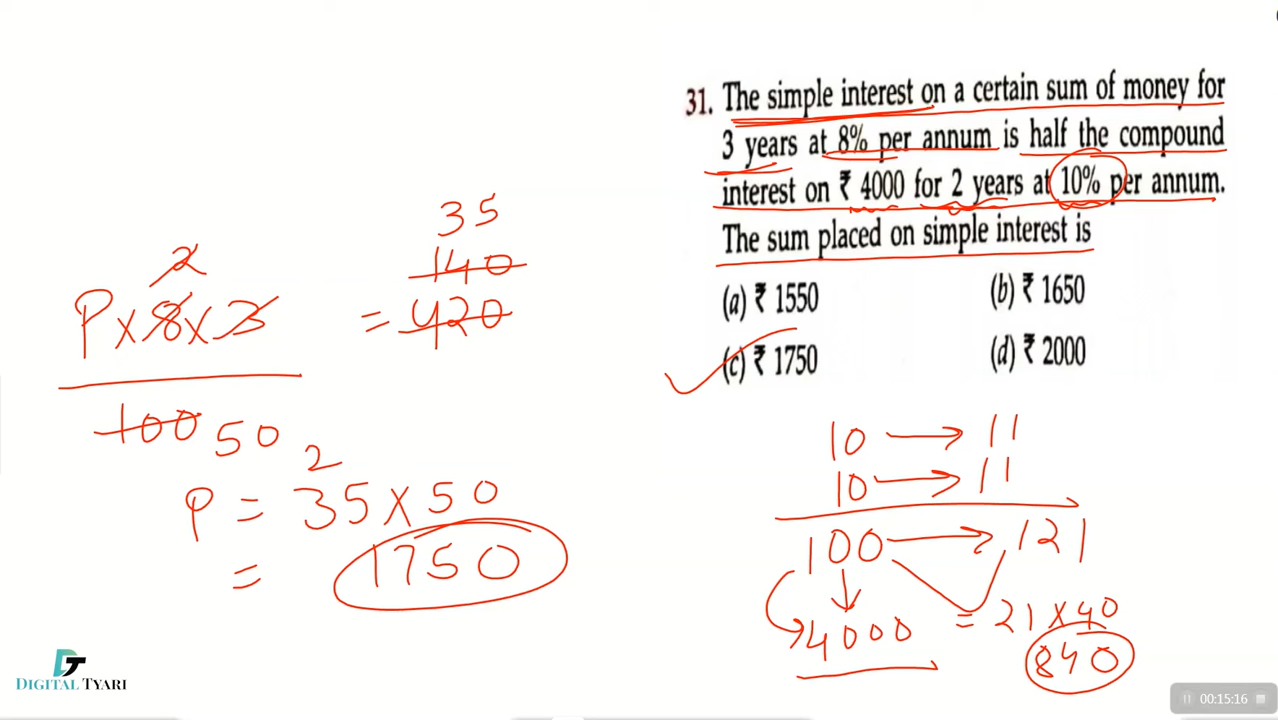 31. The simple interest on a certain sum of money for
3 years at 8% per annum is half the compound
interest on ₹ 4000 for 2 years at 10% per annum.
The sum placed on simple interest is
(a) ₹ 1550 (b) ₹ 1650
(c) ₹ 1750 (d) ₹ 2000
35
2 140
P×8×3 = 420
100 50
2
P = 35×50
= 1750
10 → 11
10 → 11
100 → 121
4000 = 21×40
840
DT
DIGITAL TYARI
00:15:16